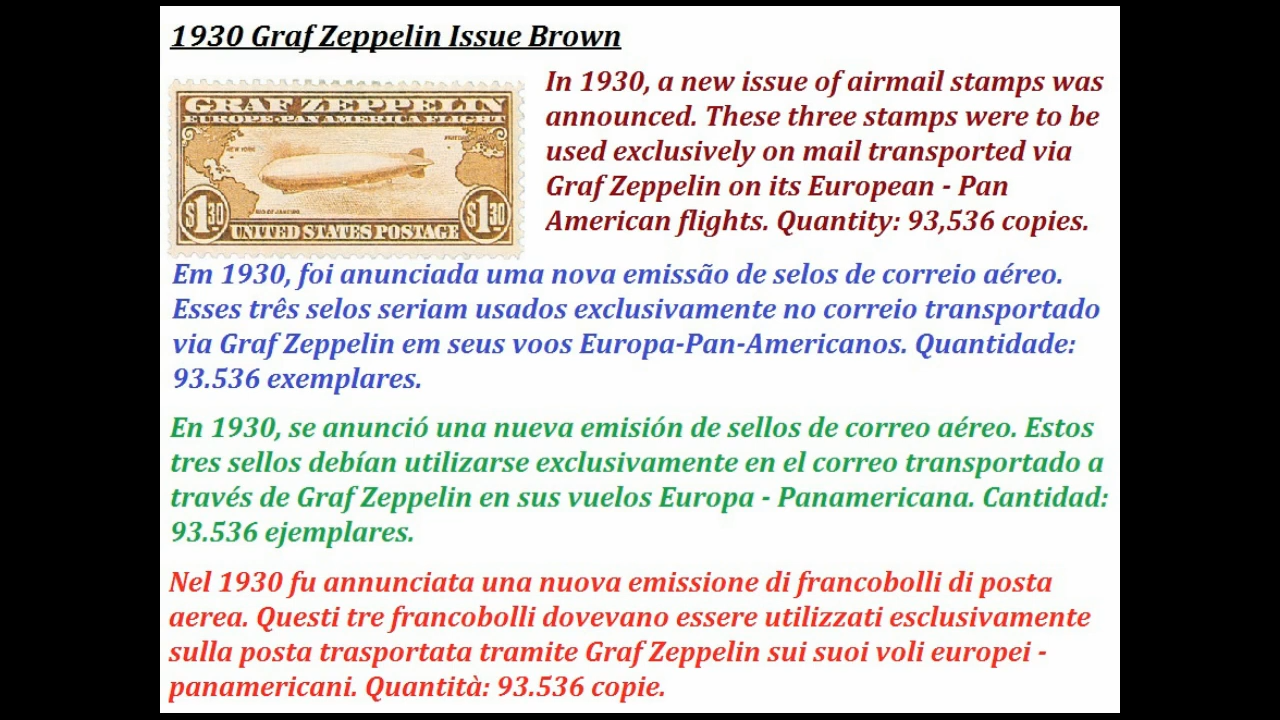 1930 Graf Zeppelin Issue Brown
GRAF ZEPPELIN
EUROPE-PAN AMERICA FLIGHT
NEW YORK
RIO DE JANEIRO
$1.30
$1.30
UNITED STATES POSTAGE
In 1930, a new issue of airmail stamps was
announced. These three stamps were to be
used exclusively on mail transported via
Graf Zeppelin on its European - Pan
American flights. Quantity: 93,536 copies.
Em 1930, foi anunciada uma nova emissão de selos de correio aéreo.
Esses três selos seriam usados exclusivamente no correio transportado
via Graf Zeppelin em seus voos Europa-Pan-Americanos. Quantidade:
93.536 exemplares.
En 1930, se anunció una nueva emisión de sellos de correo aéreo. Estos
tres sellos debían utilizarse exclusivamente en el correo transportado a
través de Graf Zeppelin en sus vuelos Europa - Panamericana. Cantidad:
93.536 ejemplares.
Nel 1930 fu annunciata una nuova emissione di francobolli di posta
aerea. Questi tre francobolli dovevano essere utilizzati esclusivamente
sulla posta trasportata tramite Graf Zeppelin sui suoi voli europei -
panamericani. Quantità: 93.536 copie.